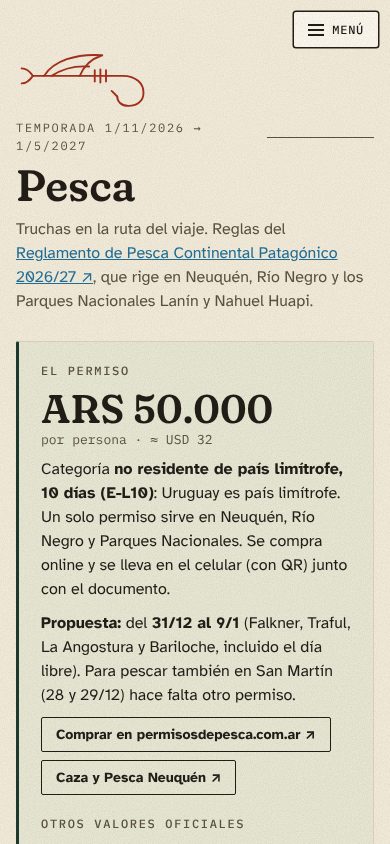 MENÚ
TEMPORADA 1/11/2026 →
1/5/2027
Pesca
Truchas en la ruta del viaje. Reglas del
Reglamento de Pesca Continental Patagónico
2026/27 ↗, que rige en Neuquén, Río Negro y los
Parques Nacionales Lanín y Nahuel Huapi.
EL PERMISO
ARS 50.000
por persona · ≈ USD 32
Categoría no residente de país limítrofe,
10 días (E-L10): Uruguay es país limítrofe.
Un solo permiso sirve en Neuquén, Río
Negro y Parques Nacionales. Se compra
online y se lleva en el celular (con QR) junto
con el documento.
Propuesta: del 31/12 al 9/1 (Falkner, Traful,
La Angostura y Bariloche, incluido el día
libre). Para pescar también en San Martín
(28 y 29/12) hace falta otro permiso.
Comprar en permisosdepesca.com.ar ↗
Caza y Pesca Neuquén ↗
OTROS VALORES OFICIALES